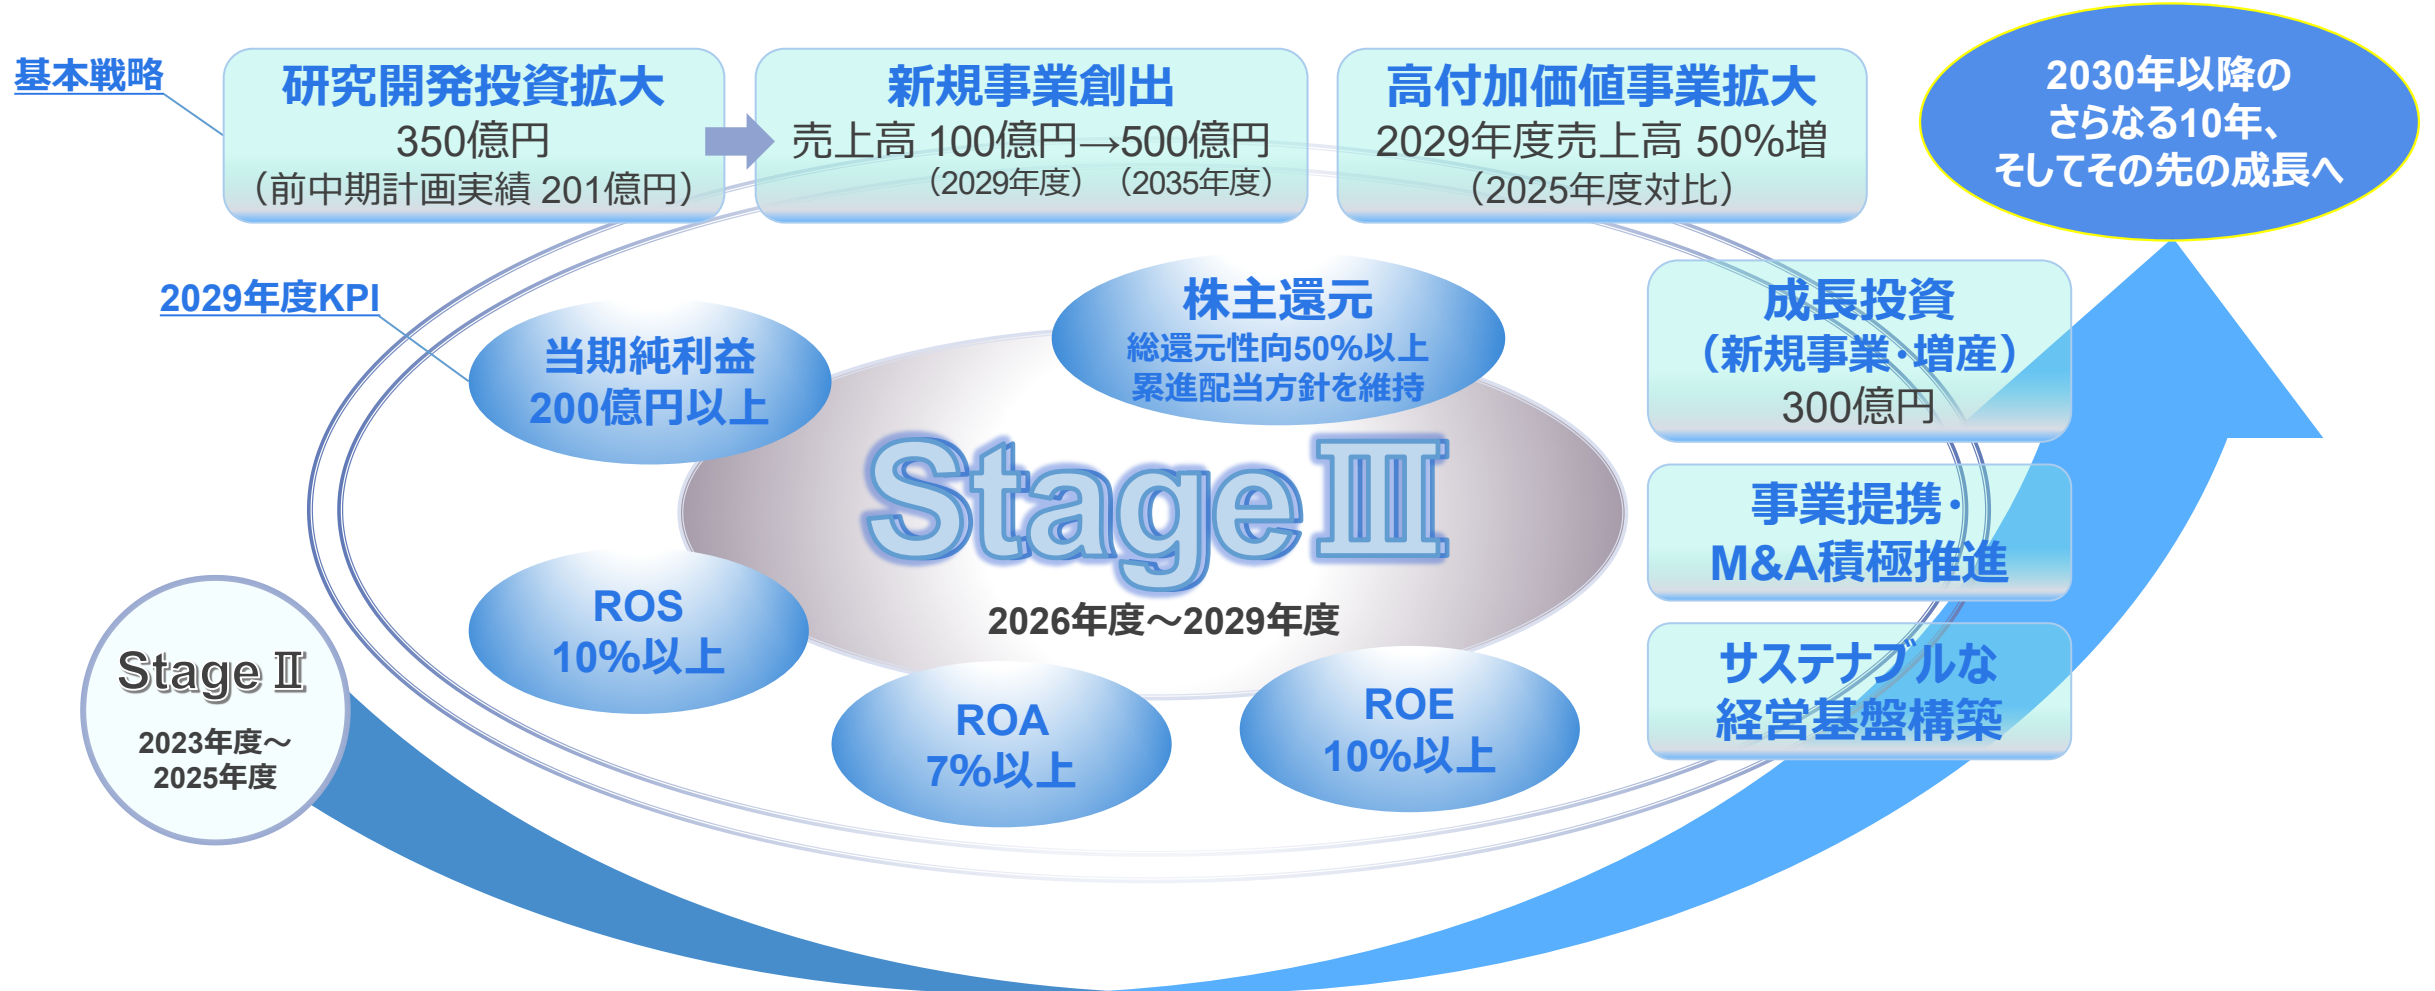 基本戦略
研究開発投資拡大
350億円
（前中期計画実績 201億円）
新規事業創出
売上高 100億円→500億円
（2029年度）（2035年度）
高付加価値事業拡大
2029年度売上高 50%増
（2025年度対比）
2030年以降の
さらなる10年、
そしてその先の成長へ
2029年度KPI
当期純利益
200億円以上
株主還元
総還元性向50%以上
累進配当方針を維持
成長投資
（新規事業・増産）
300億円
StageⅢ
2026年度～2029年度
事業提携・
M&A積極推進
ROS
10%以上
ROA
7%以上
ROE
10%以上
サステナブルな
経営基盤構築
StageⅡ
2023年度～
2025年度